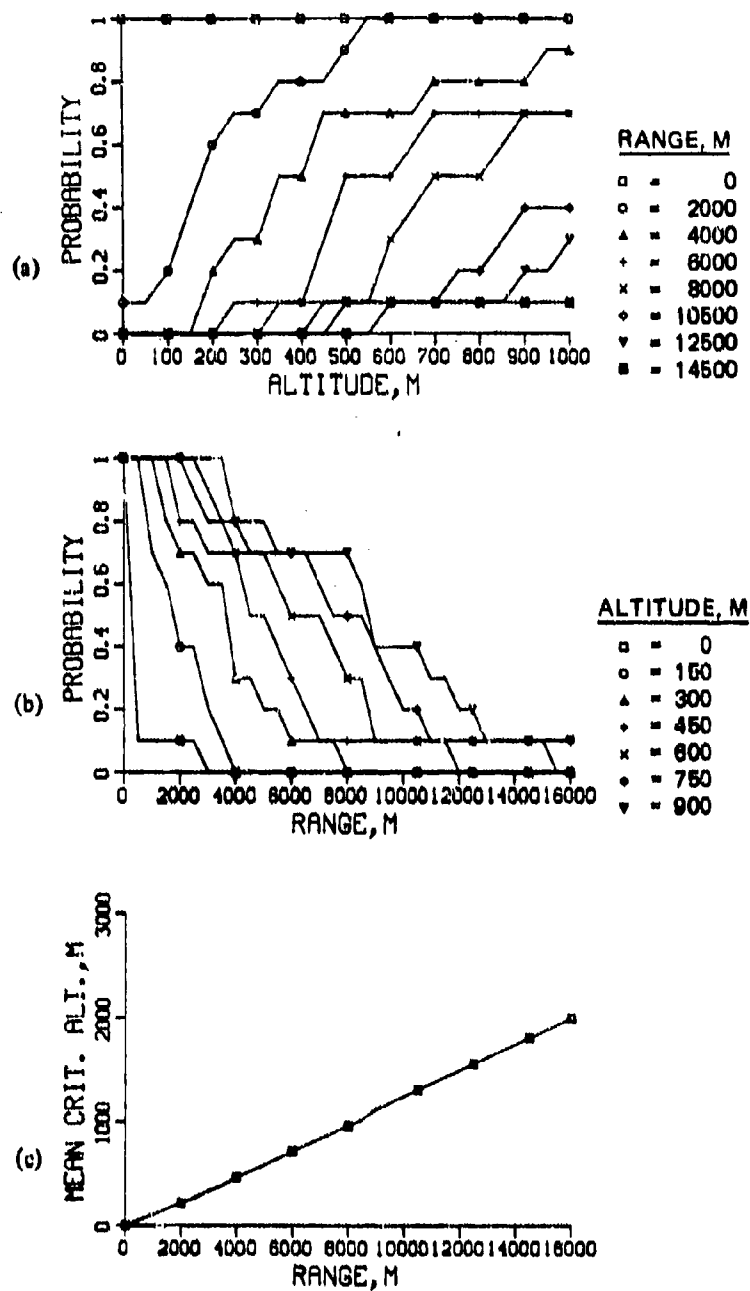 (a)
PROBABILITY
0 0.2 0.4 0.6 0.8 1
0 100 200 300 400 500 600 700 800 900 1000
ALTITUDE, M
RANGE, M
= 0
= 2000
= 4000
= 6000
= 8000
= 10500
= 12500
= 14500
(b)
PROBABILITY
0 0.2 0.4 0.6 0.8 1
0 2000 4000 6000 8000 10000 12000 14000 16000
RANGE, M
ALTITUDE, M
= 0
= 150
= 300
= 450
= 600
= 750
= 900
(c)
MEAN CRIT. ALT., M
0 1000 2000 3000
0 2000 4000 6000 8000 10000 12000 14000 16000
RANGE, M